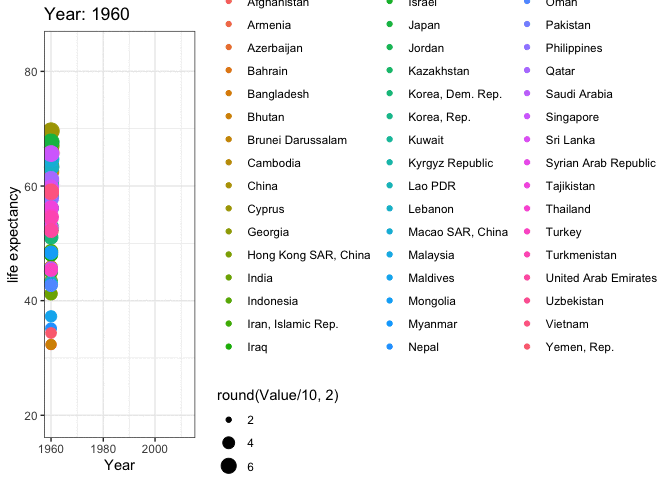 Year: 1960
80
60
40
20
1960
1980
2000
Year
life expectancy
Afghanistan
Armenia
Azerbaijan
Bahrain
Bangladesh
Bhutan
Brunei Darussalam
Cambodia
China
Cyprus
Georgia
Hong Kong SAR, China
India
Indonesia
Iran, Islamic Rep.
Iraq
Israel
Japan
Jordan
Kazakhstan
Korea, Dem. Rep.
Korea, Rep.
Kuwait
Kyrgyz Republic
Lao PDR
Lebanon
Macao SAR, China
Malaysia
Maldives
Mongolia
Myanmar
Nepal
Oman
Pakistan
Philippines
Qatar
Saudi Arabia
Singapore
Sri Lanka
Syrian Arab Republic
Tajikistan
Thailand
Turkey
Turkmenistan
United Arab Emirates
Uzbekistan
Vietnam
Yemen, Rep.
round(Value/10, 2)
2
4
6